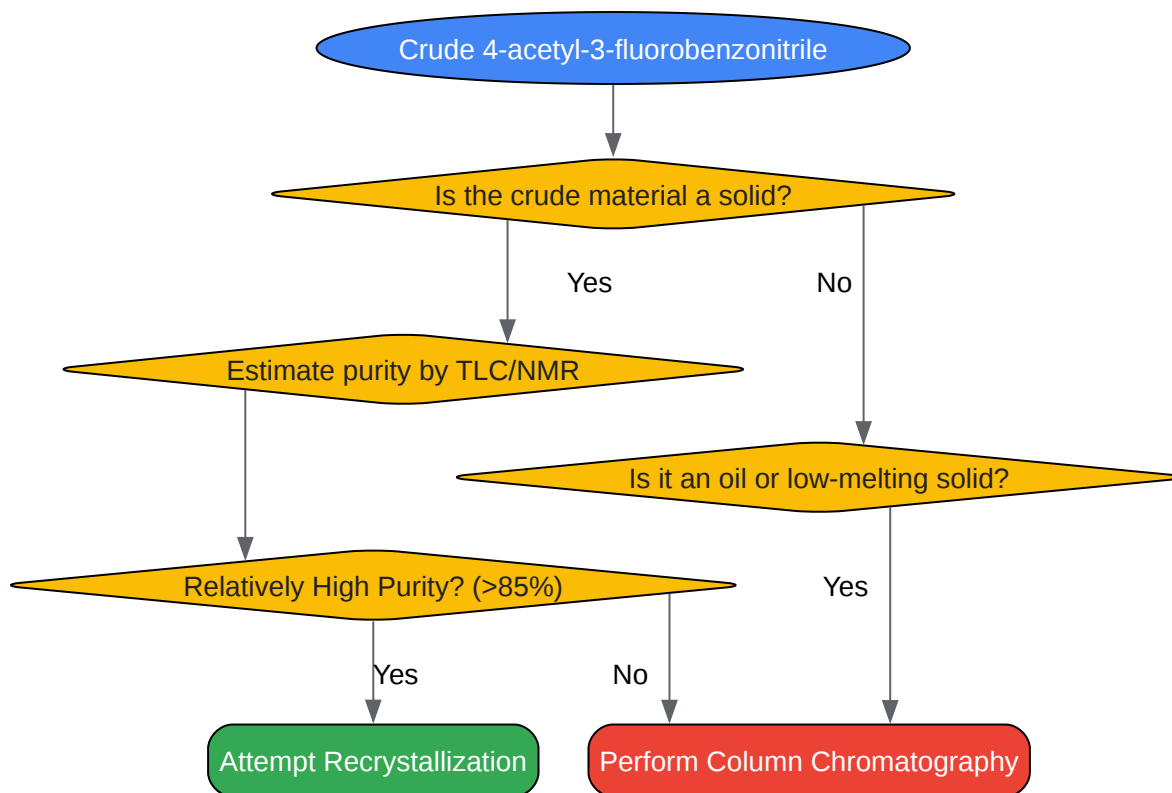 Crude 4-acetyl-3-fluorobenzonitrile
Is the crude material a solid?
Yes
No
Estimate purity by TLC/NMR
Is it an oil or low-melting solid?
Relatively High Purity? (>85%)
Yes
Yes
No
Attempt Recrystallization
Perform Column Chromatography